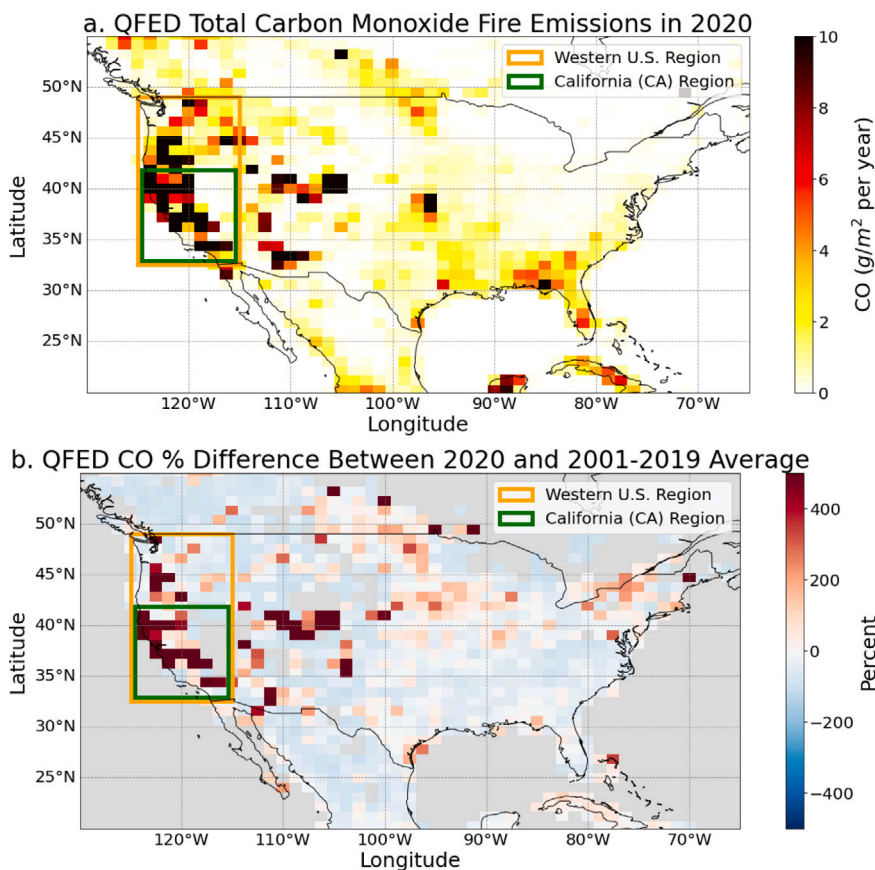 a. QFED Total Carbon Monoxide Fire Emissions in 2020
Western U.S. Region
California (CA) Region
50°N
45°N
40°N
35°N
30°N
25°N
Latitude
120°W 110°W 100°W 90°W 80°W 70°W
Longitude
10
8
6
4
2
0
CO (g/m² per year)
b. QFED CO % Difference Between 2020 and 2001-2019 Average
Western U.S. Region
California (CA) Region
50°N
45°N
40°N
35°N
30°N
25°N
Latitude
120°W 110°W 100°W 90°W 80°W 70°W
Longitude
400
200
0
−200
−400
Percent